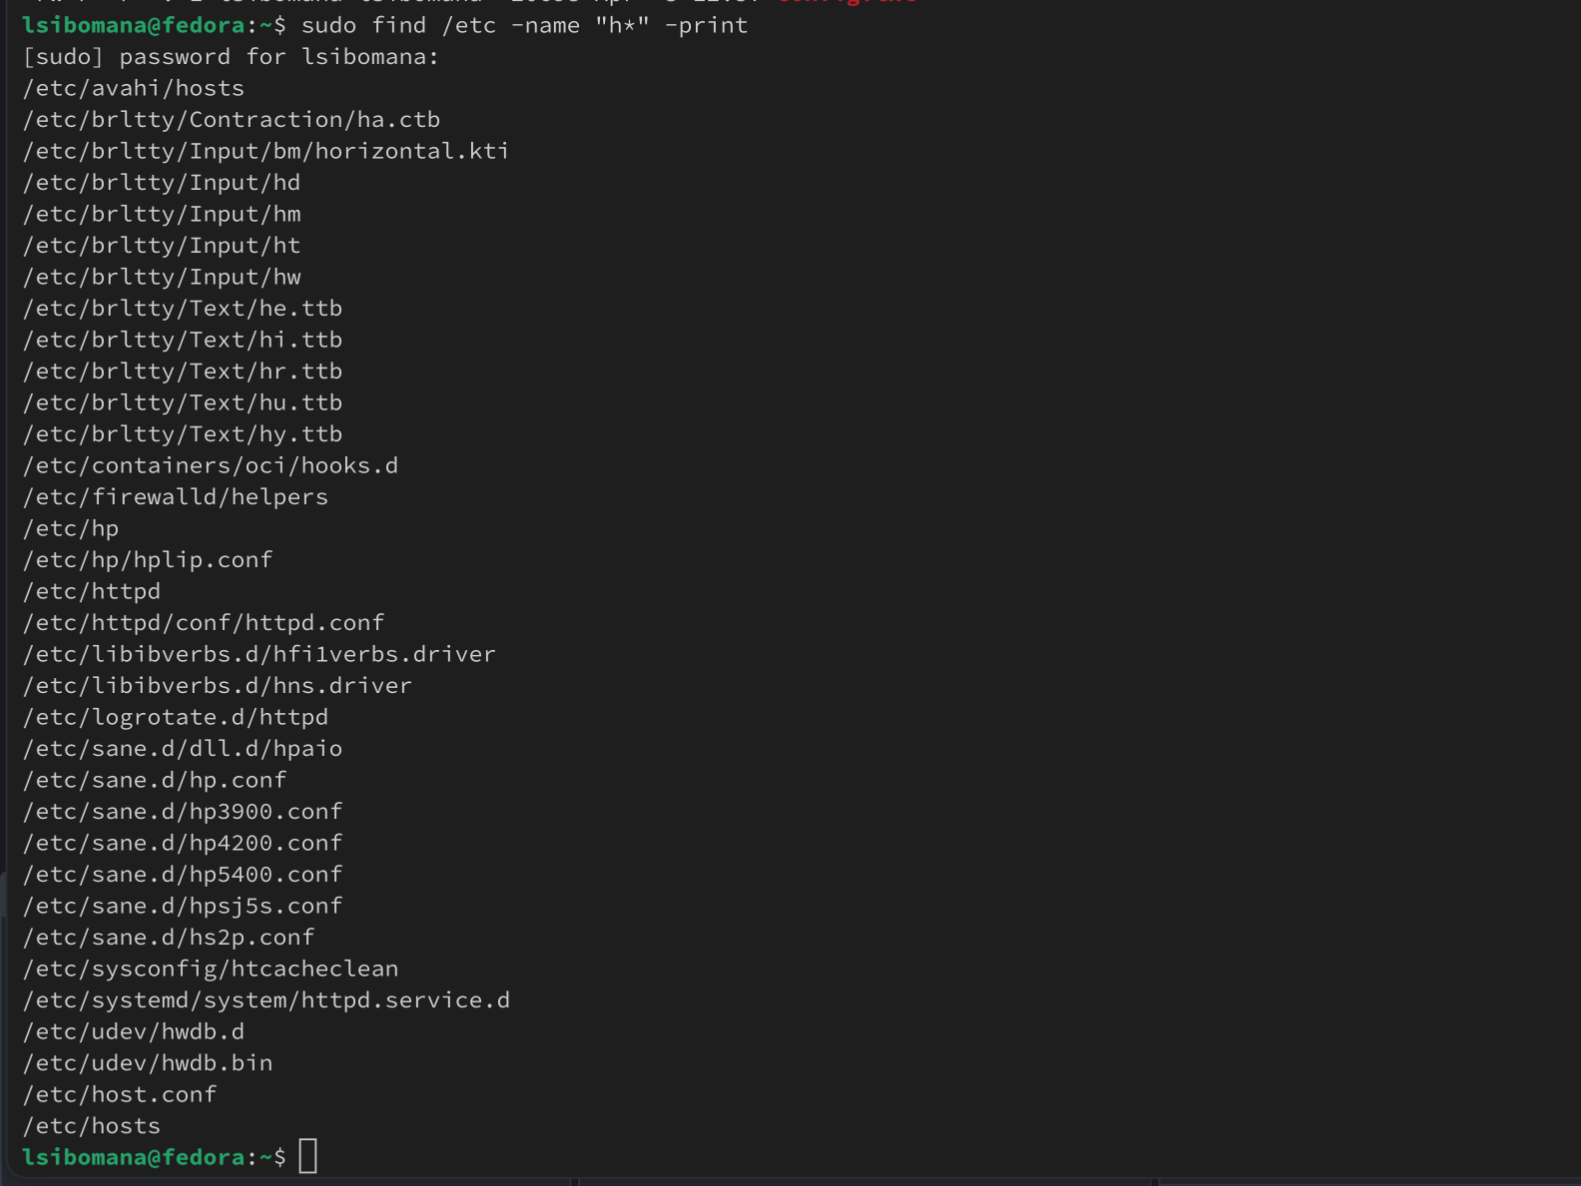 lsibomana@fedora:~$ sudo find /etc -name "h*" -print
[sudo] password for lsibomana:
/etc/avahi/hosts
/etc/brltty/Contraction/ha.ctb
/etc/brltty/Input/bm/horizontal.kti
/etc/brltty/Input/hd
/etc/brltty/Input/hm
/etc/brltty/Input/ht
/etc/brltty/Input/hw
/etc/brltty/Text/he.ttb
/etc/brltty/Text/hi.ttb
/etc/brltty/Text/hr.ttb
/etc/brltty/Text/hu.ttb
/etc/brltty/Text/hy.ttb
/etc/containers/oci/hooks.d
/etc/firewalld/helpers
/etc/hp
/etc/hp/hplip.conf
/etc/httpd
/etc/httpd/conf/httpd.conf
/etc/libibverbs.d/hfi1verbs.driver
/etc/libibverbs.d/hns.driver
/etc/logrotate.d/httpd
/etc/sane.d/dll.d/hpaio
/etc/sane.d/hp.conf
/etc/sane.d/hp3900.conf
/etc/sane.d/hp4200.conf
/etc/sane.d/hp5400.conf
/etc/sane.d/hpsj5s.conf
/etc/sane.d/hs2p.conf
/etc/sysconfig/htcacheclean
/etc/systemd/system/httpd.service.d
/etc/udev/hwdb.d
/etc/udev/hwdb.bin
/etc/host.conf
/etc/hosts
lsibomana@fedora:~$